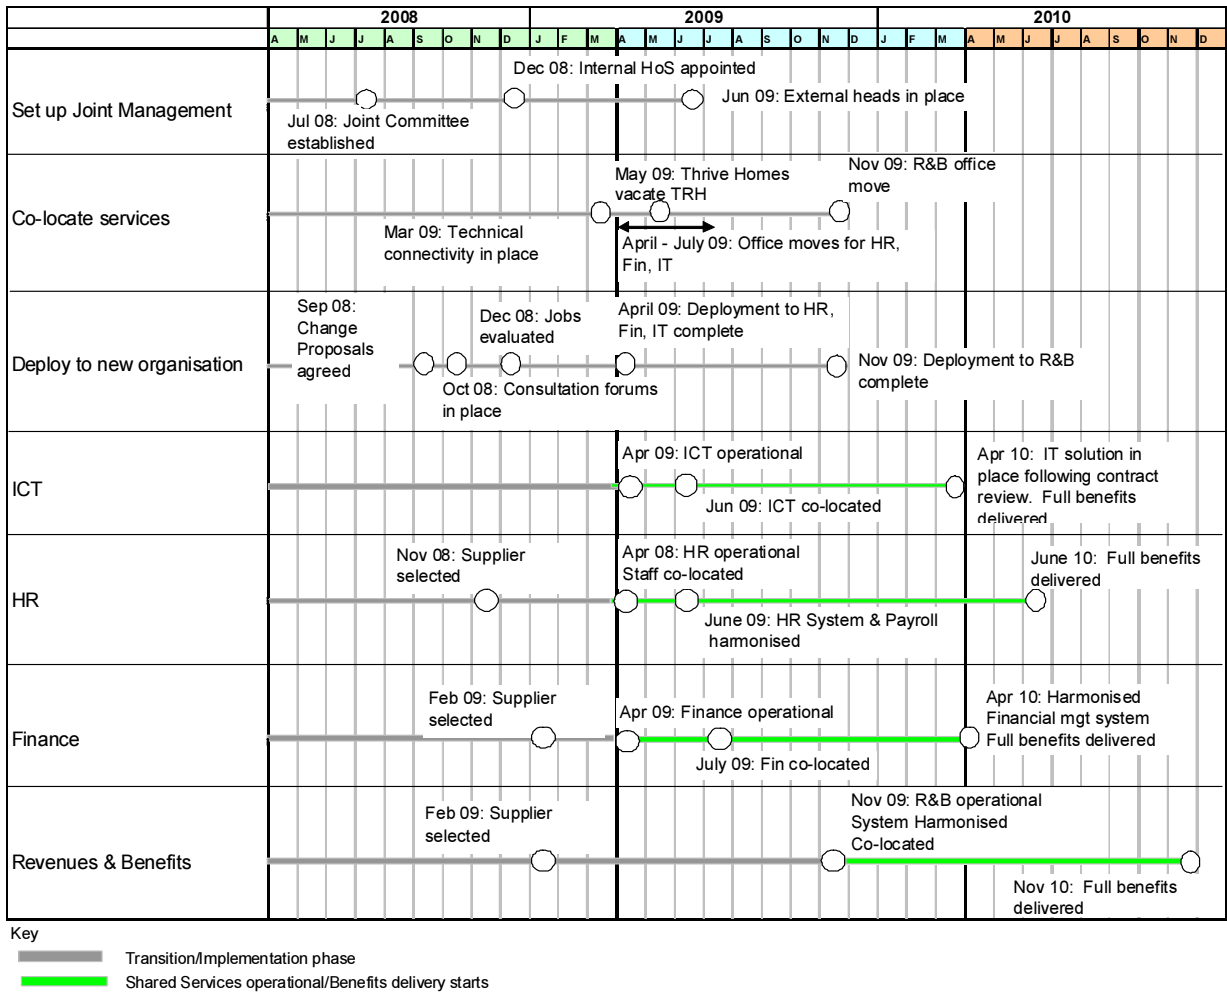 2008 2009 2010
A M J J A S O N D J F M A M J J A S O N D J F M A M J J A S O N D
Set up Joint Management
Dec 08: Internal HoS appointed
Jun 09: External heads in place
Jul 08: Joint Committee
established
Co-locate services
May 09: Thrive Homes
vacate TRH
Nov 09: R&B office
move
Mar 09: Technical
connectivity in place
April - July 09: Office moves for HR,
Fin, IT
Deploy to new organisation
Sep 08:
Change
Proposals
agreed
Dec 08: Jobs
evaluated
April 09: Deployment to HR,
Fin, IT complete
Oct 08: Consultation forums
in place
Nov 09: Deployment to R&B
complete
ICT
Apr 09: ICT operational
Jun 09: ICT co-located
Apr 10: IT solution in
place following contract
review. Full benefits
delivered
HR
Nov 08: Supplier
selected
Apr 08: HR operational
Staff co-located
June 09: HR System & Payroll
harmonised
June 10: Full benefits
delivered
Finance
Feb 09: Supplier
selected
Apr 09: Finance operational
July 09: Fin co-located
Apr 10: Harmonised
Financial mgt system
Full benefits delivered
Revenues & Benefits
Feb 09: Supplier
selected
Nov 09: R&B operational
System Harmonised
Co-located
Nov 10: Full benefits
delivered
Key
Transition/Implementation phase
Shared Services operational/Benefits delivery starts